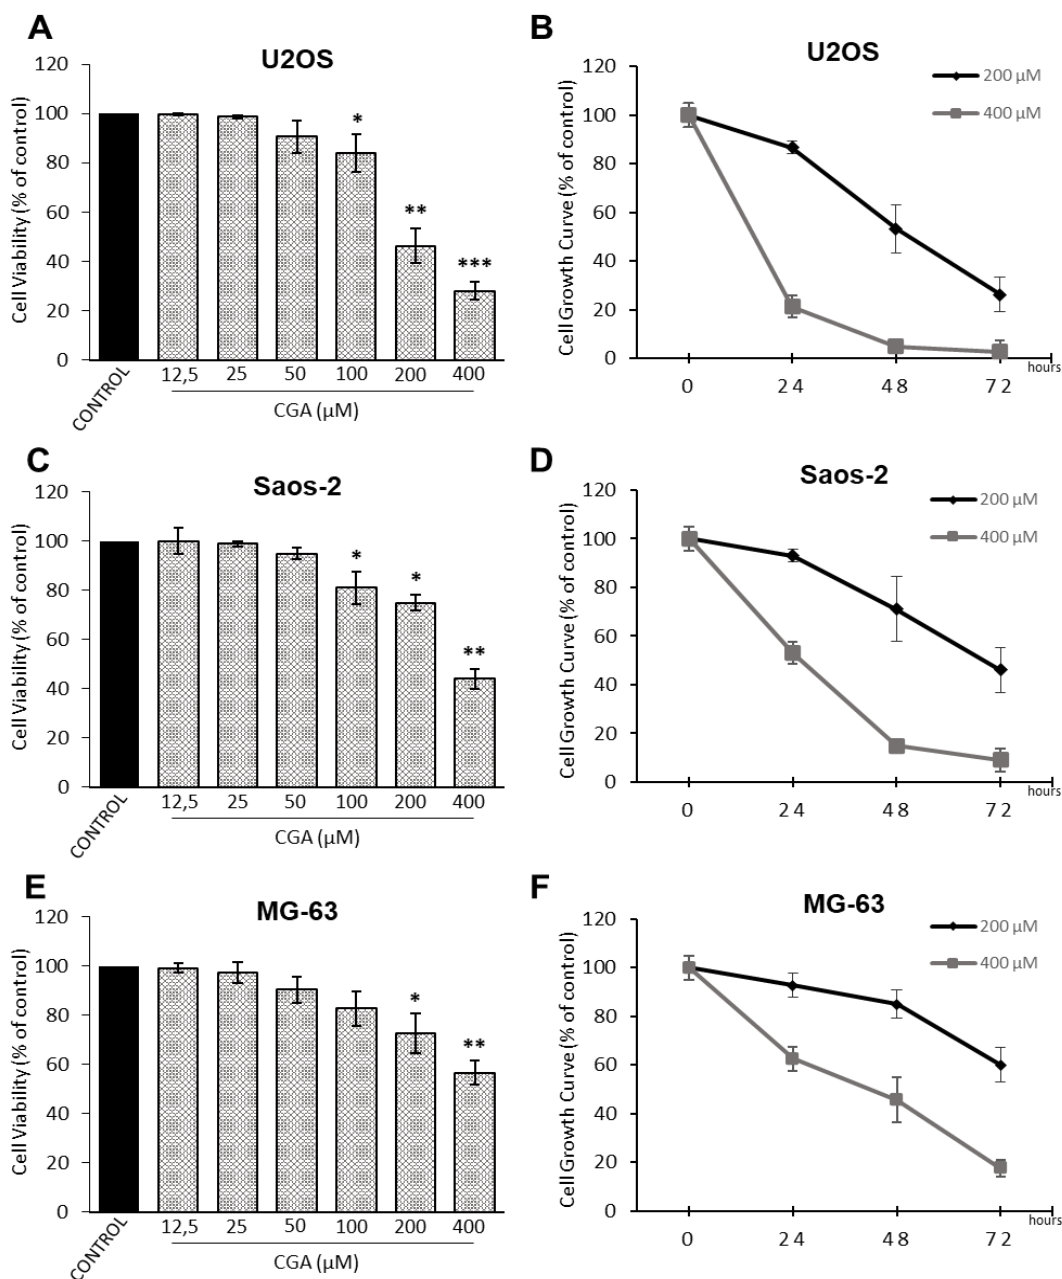 A
U2OS
Cell Viability (% of control)
120
100
80
60
40
20
0
*
**
***
CONTROL
12,5 25 50 100 200 400
CGA (µM)
B
U2OS
Cell Growth Curve (% of control)
120
100
80
60
40
20
0
200 µM
400 µM
0 24 48 72
hours
C
Saos-2
Cell Viability (% of control)
120
100
80
60
40
20
0
*
*
**
CONTROL
12,5 25 50 100 200 400
CGA (µM)
D
Saos-2
Cell Growth Curve (% of control)
120
100
80
60
40
20
0
200 µM
400 µM
0 24 48 72
hours
E
MG-63
Cell Viability (% of control)
120
100
80
60
40
20
0
*
**
CONTROL
12,5 25 50 100 200 400
CGA (µM)
F
MG-63
Cell Growth Curve (% of control)
120
100
80
60
40
20
0
200 µM
400 µM
0 24 48 72
hours